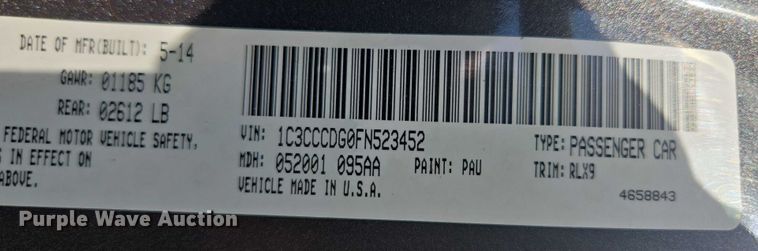 DATE OF MFR(BUILT): 5-14
GAWR: 01185 KG
REAR: 02612 LB
FEDERAL MOTOR VEHICLE SAFETY,
S IN EFFECT ON
ABOVE.
VIN: 1C3CCCDG0FN523452
TYPE: PASSENGER CAR
MDH: 052001 095AA
PAINT: PAU
TRIM: RLX9
VEHICLE MADE IN U.S.A.
4658843
Purple Wave Auction